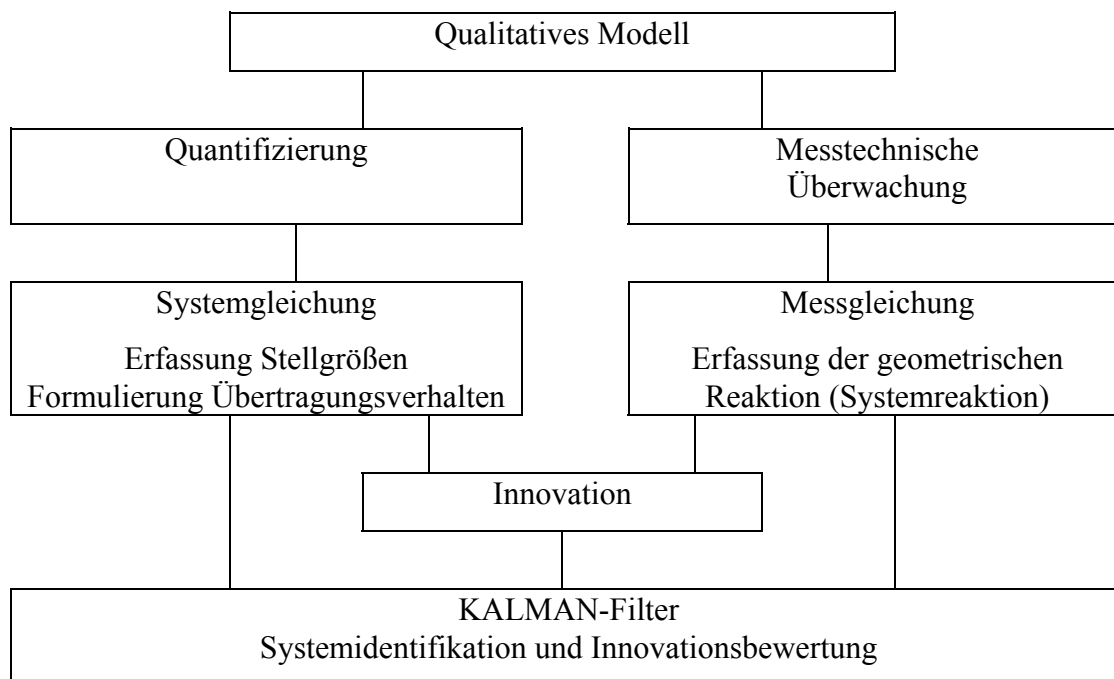 Qualitatives Modell
Quantifizierung
Messtechnische
Überwachung
Systemgleichung
Erfassung Stellgrößen
Formulierung Übertragungsverhalten
Messgleichung
Erfassung der geometrischen
Reaktion (Systemreaktion)
Innovation
KALMAN-Filter
Systemidentifikation und Innovationsbewertung